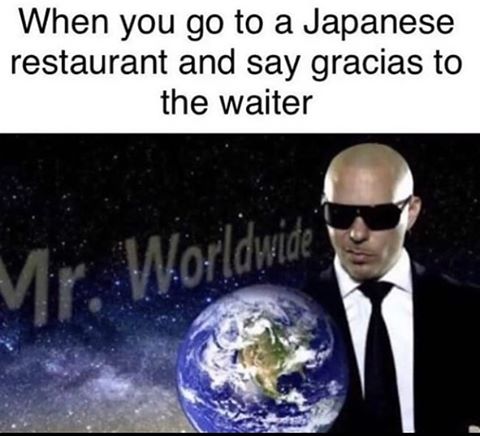 When you go to a Japanese
restaurant and say gracias to
the waiter
Mr. Worldwide